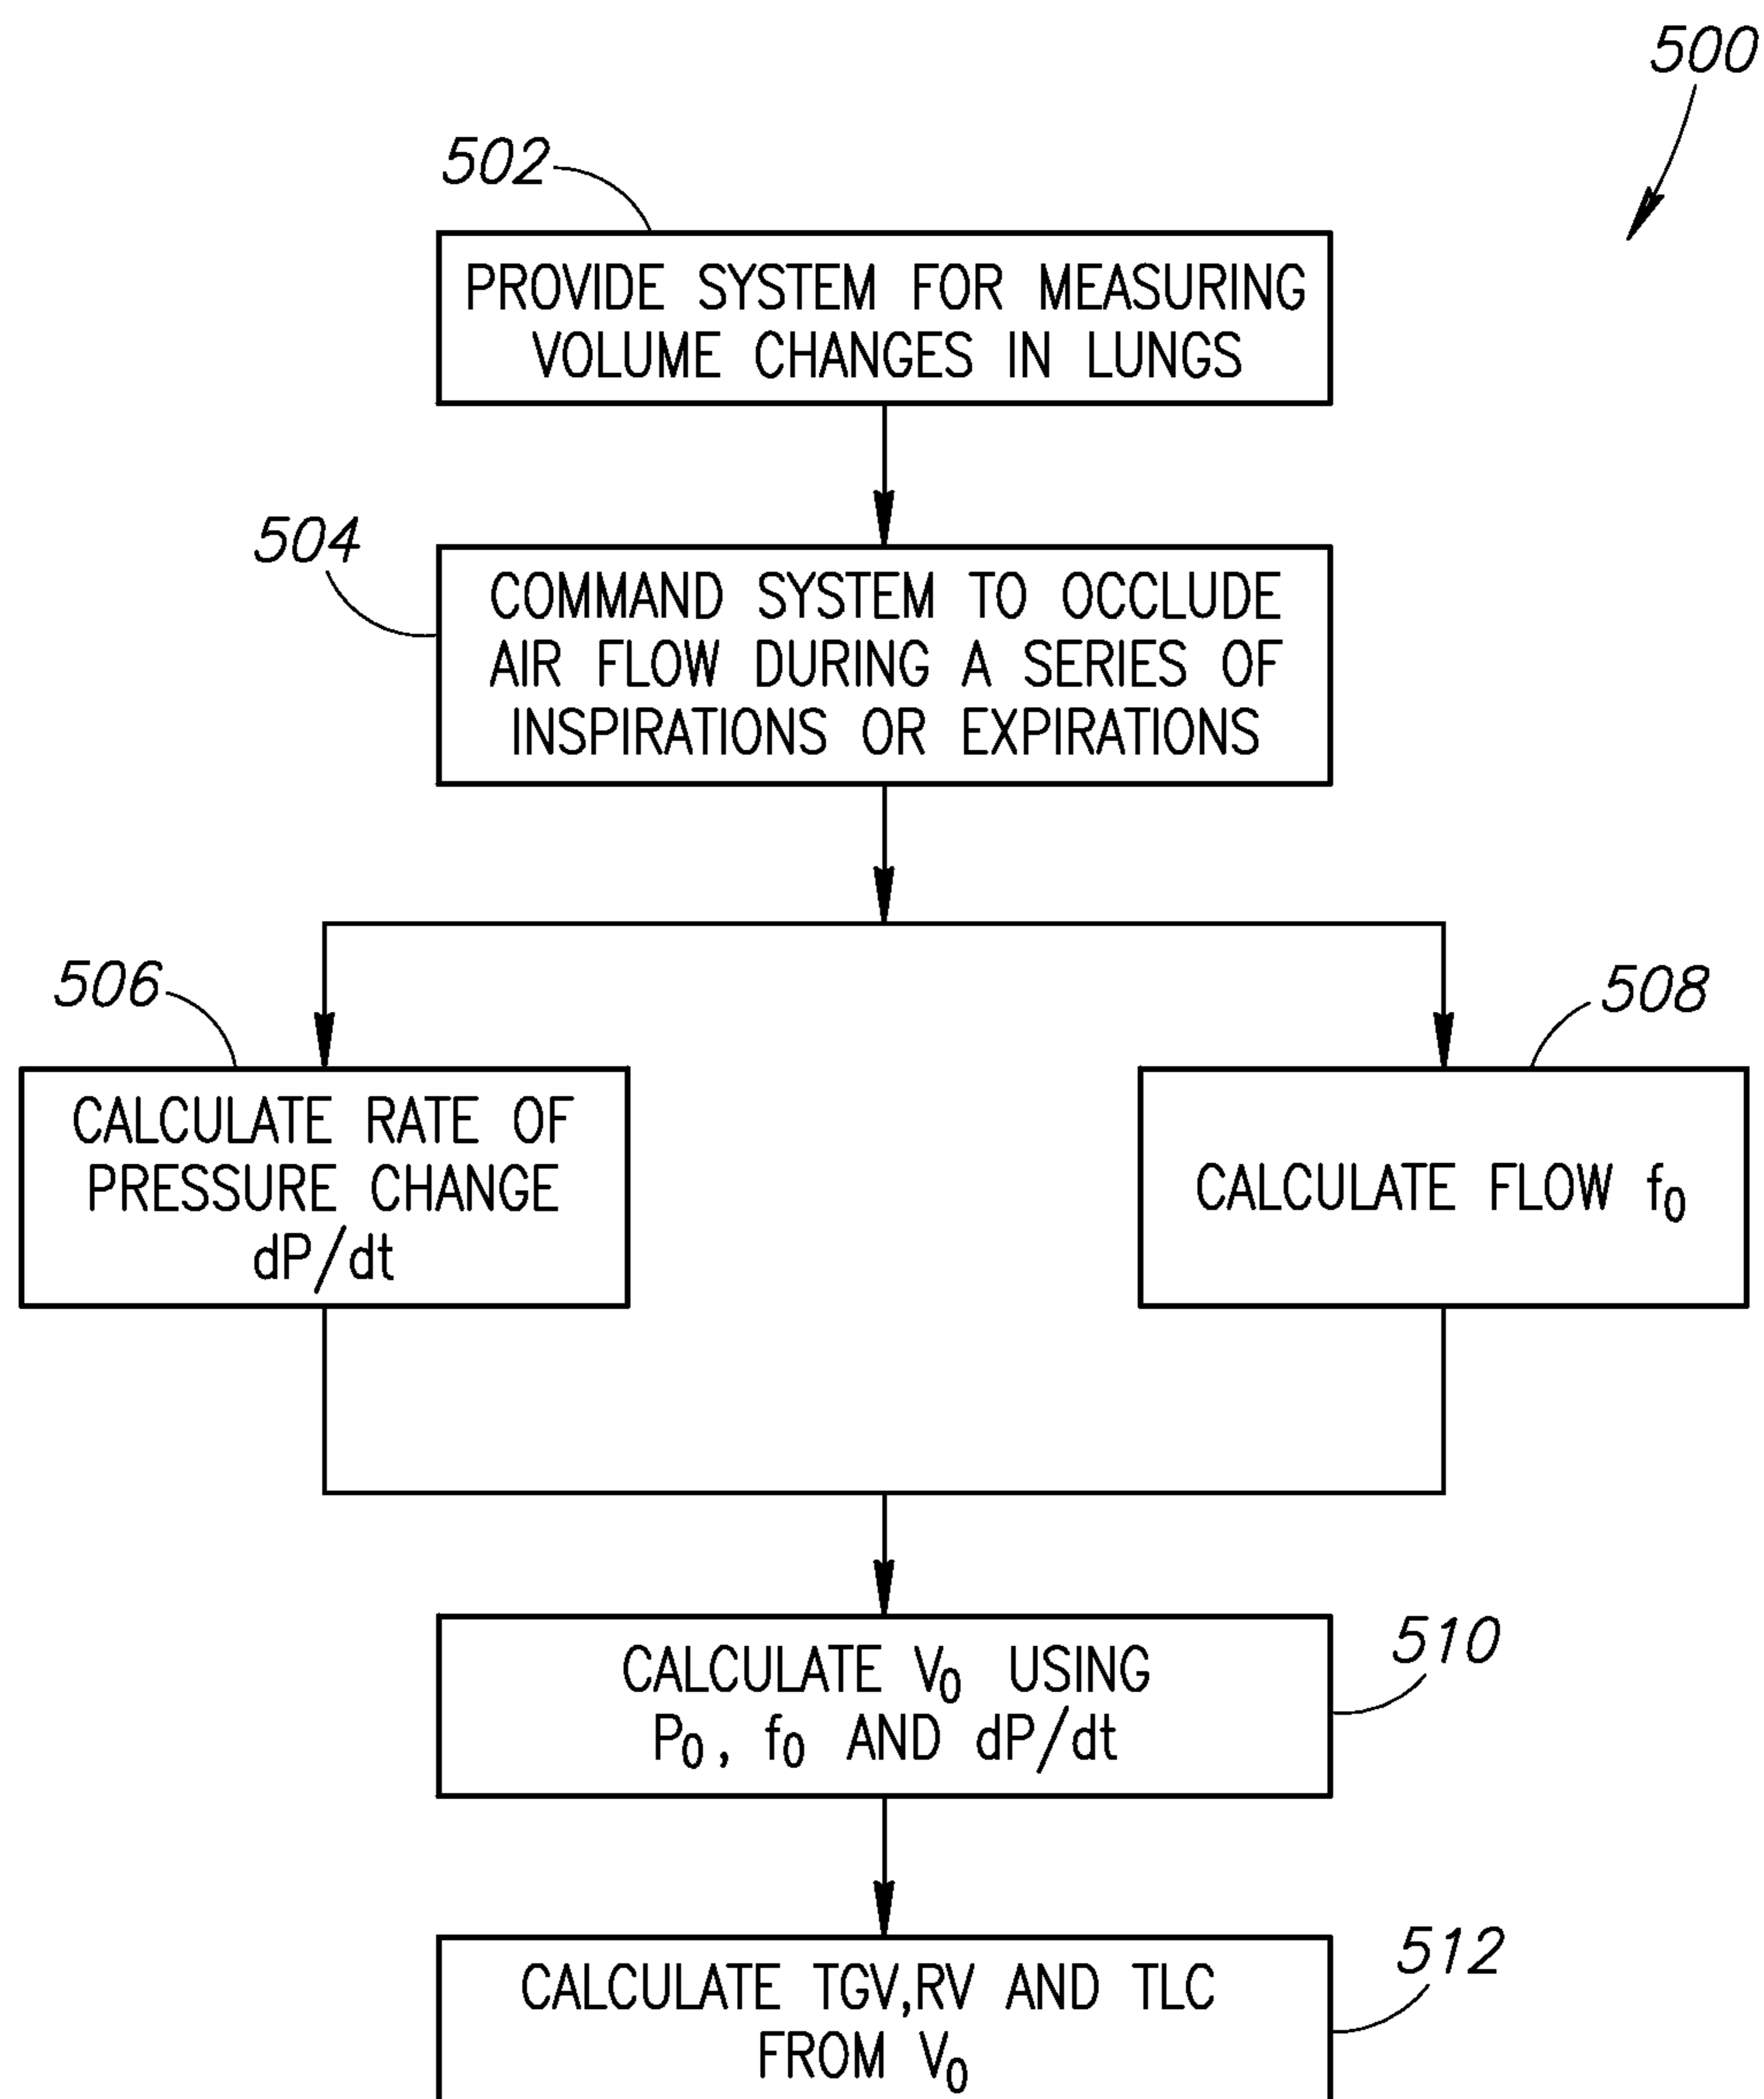 500
502
PROVIDE SYSTEM FOR MEASURING
VOLUME CHANGES IN LUNGS
504
COMMAND SYSTEM TO OCCLUDE
AIR FLOW DURING A SERIES OF
INSPIRATIONS OR EXPIRATIONS
506
CALCULATE RATE OF
PRESSURE CHANGE
dP/dt
508
CALCULATE FLOW f₀
510
CALCULATE V₀ USING
P₀, f₀ AND dP/dt
512
CALCULATE TGV,RV AND TLC
FROM V₀